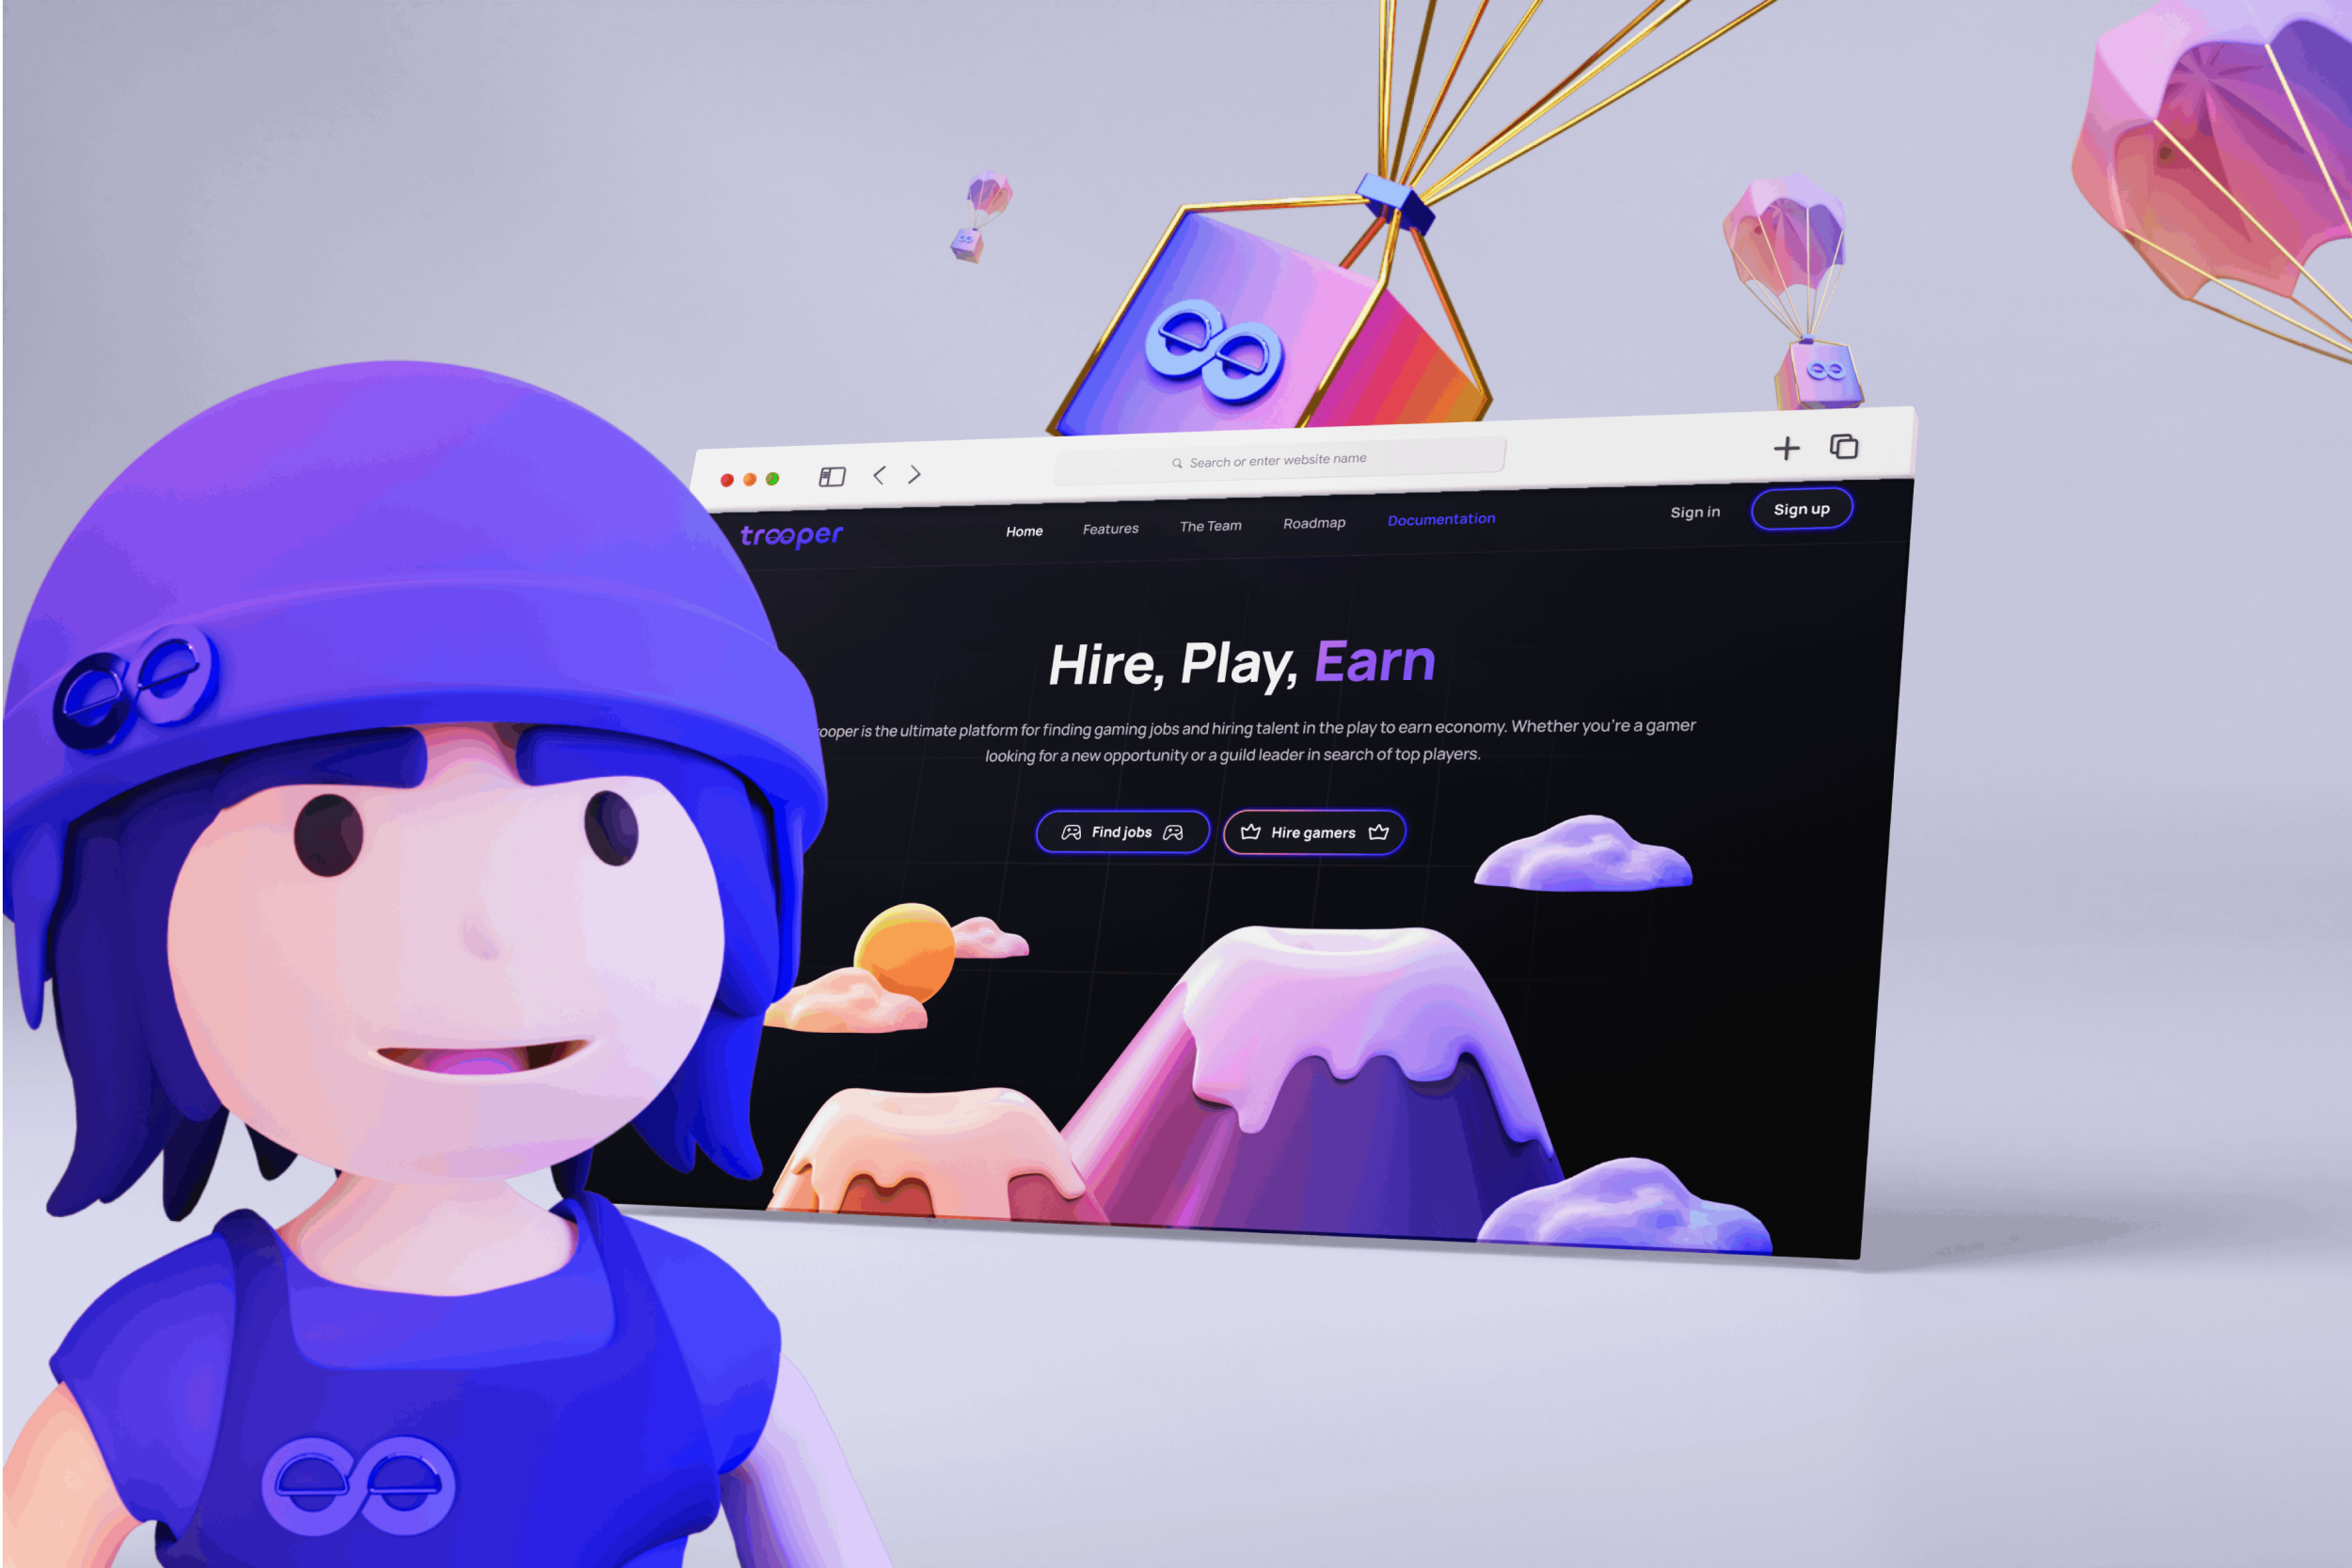 Search or enter website name
trooper
Home Features The Team Roadmap Documentation
Sign in Sign up
Hire, Play, Earn
rooper is the ultimate platform for finding gaming jobs and hiring talent in the play to earn economy. Whether you're a gamer
looking for a new opportunity or a guild leader in search of top players.
Find jobs Hire gamers